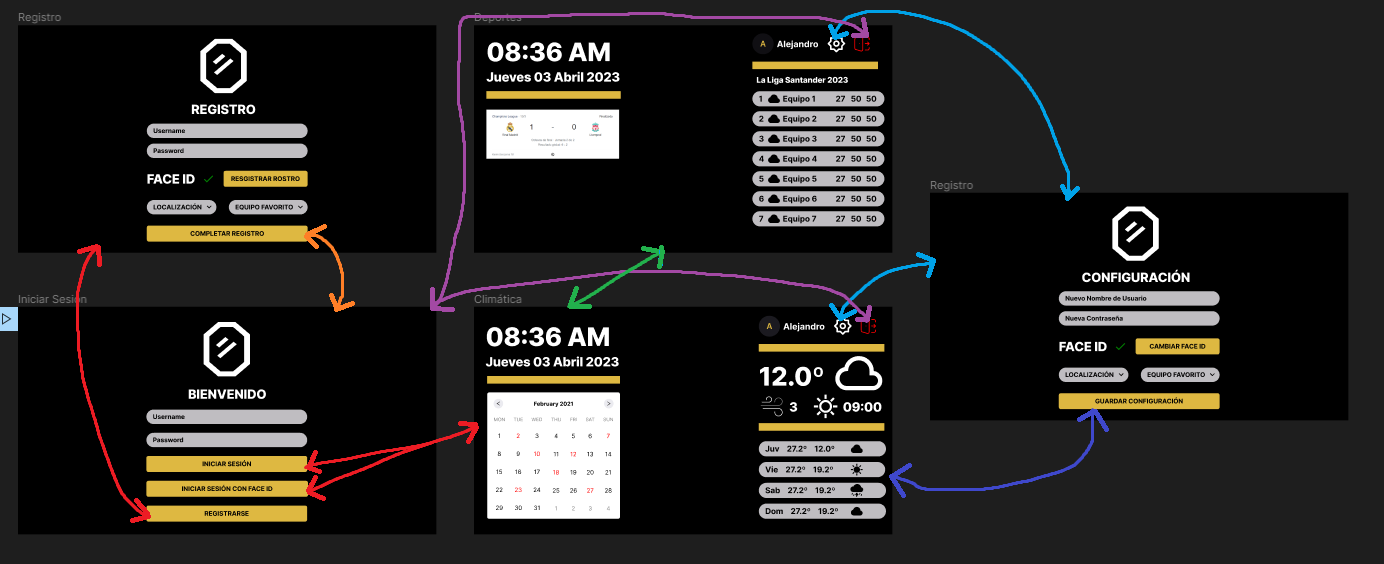 Registro
REGISTRO
Username
Password
FACE ID
RESGISTRAR ROSTRO
LOCALIZACIÓN
EQUIPO FAVORITO
COMPLETAR REGISTRO
Deportes
08:36 AM
Jueves 03 Abril 2023
1 - 0
A Alejandro
La Liga Santander 2023
1 Equipo 1 27 50 50
2 Equipo 2 27 50 50
3 Equipo 3 27 50 50
4 Equipo 4 27 50 50
5 Equipo 5 27 50 50
6 Equipo 6 27 50 50
7 Equipo 7 27 50 50
Iniciar Sesión
BIENVENIDO
Username
Password
INICIAR SESIÓN
INICIAR SESIÓN CON FACE ID
REGISTRARSE
Climática
08:36 AM
Jueves 03 Abril 2023
February 2021
MON TUE WED THU FRI SAT SUN
1 2 3 4 5 6 7
8 9 10 11 12 13 14
15 16 17 18 19 20 21
22 23 24 25 26 27 28
29 30 31 1 2 3 4
A Alejandro
12.0º
3 09:00
Juv 27.2º 12.0º
Vie 27.2º 19.2º
Sab 27.2º 19.2º
Dom 27.2º 19.2º
Registro
CONFIGURACIÓN
Nuevo Nombre de Usuario
Nueva Contraseña
FACE ID
CAMBIAR FACE ID
LOCALIZACIÓN
EQUIPO FAVORITO
GUARDAR CONFIGURACIÓN